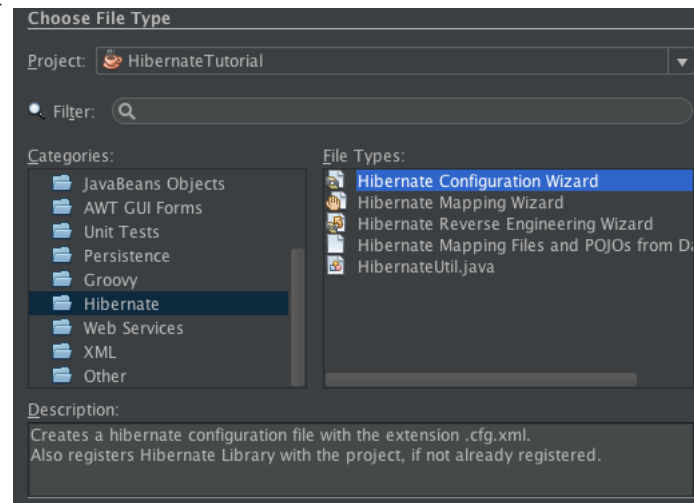 Choose File Type
Project: HibernateTutorial
Filter:
Categories:
JavaBeans Objects
AWT GUI Forms
Unit Tests
Persistence
Groovy
Hibernate
Web Services
XML
Other
File Types:
Hibernate Configuration Wizard
Hibernate Mapping Wizard
Hibernate Reverse Engineering Wizard
Hibernate Mapping Files and POJOs from
HibernateUtil.java
Description:
Creates a hibernate configuration file with the extension .cfg.xml.
Also registers Hibernate Library with the project, if not already registered.